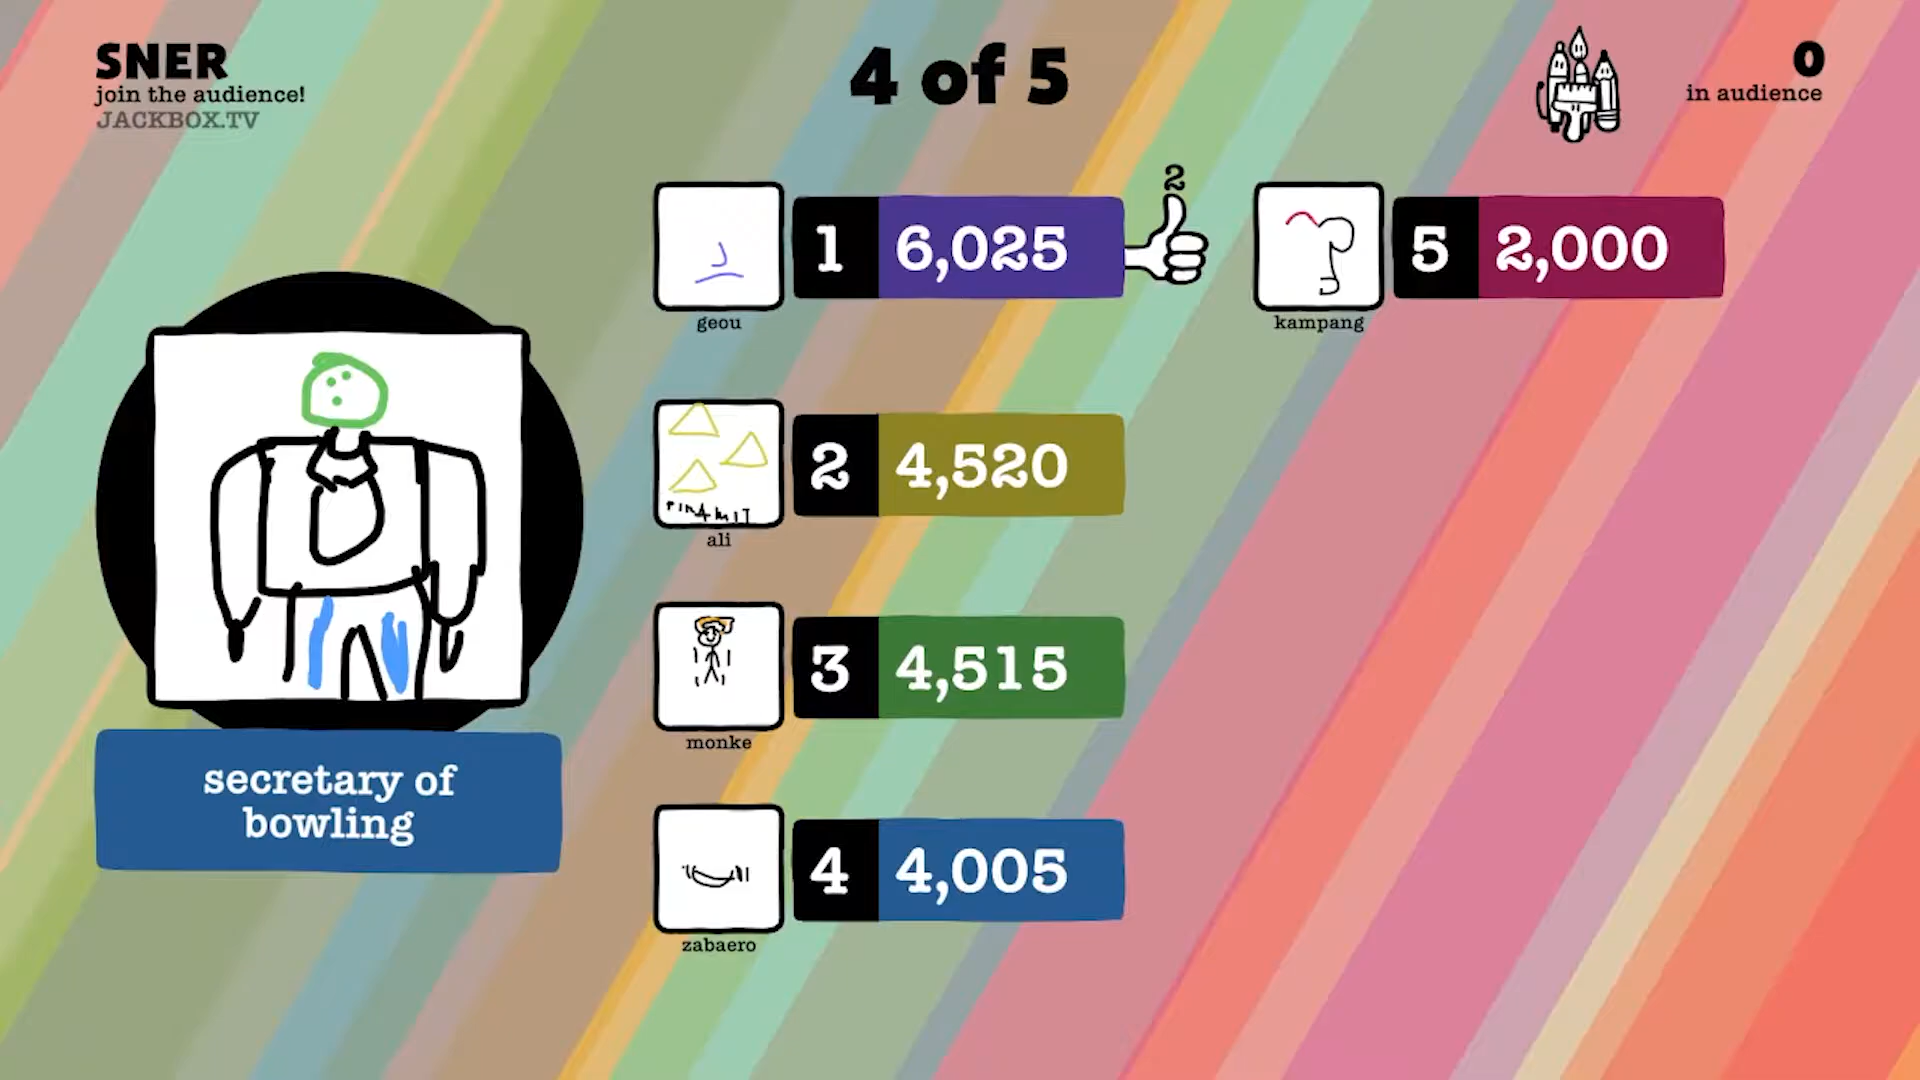 SNER
join the audience!
JACKBOX.TV
4 of 5
0
in audience
secretary of
bowling
1 6,025
2
geou
2 4,520
ali
3 4,515
monke
4 4,005
zabaero
5 2,000
kampang